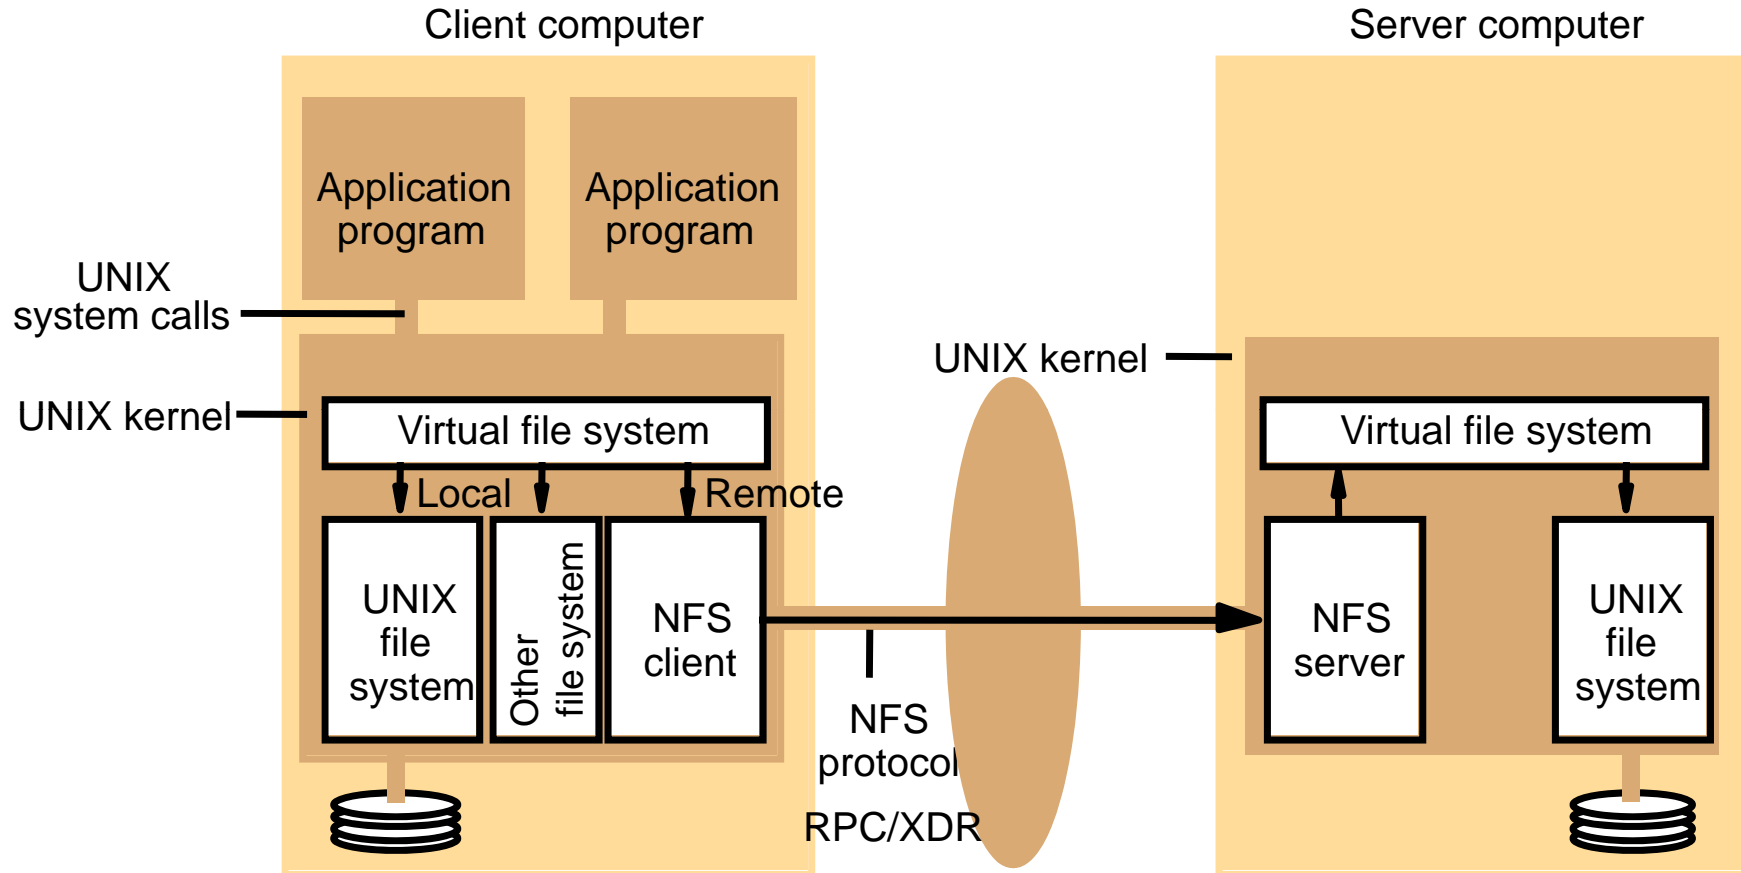 Client computer
Server computer
Application
program
Application
program
UNIX
system calls
UNIX kernel
UNIX kernel
Virtual file system
Virtual file system
Local
Remote
UNIX
file
system
Other
file system
NFS
client
NFS
server
UNIX
file
system
NFS
protocol
RPC/XDR